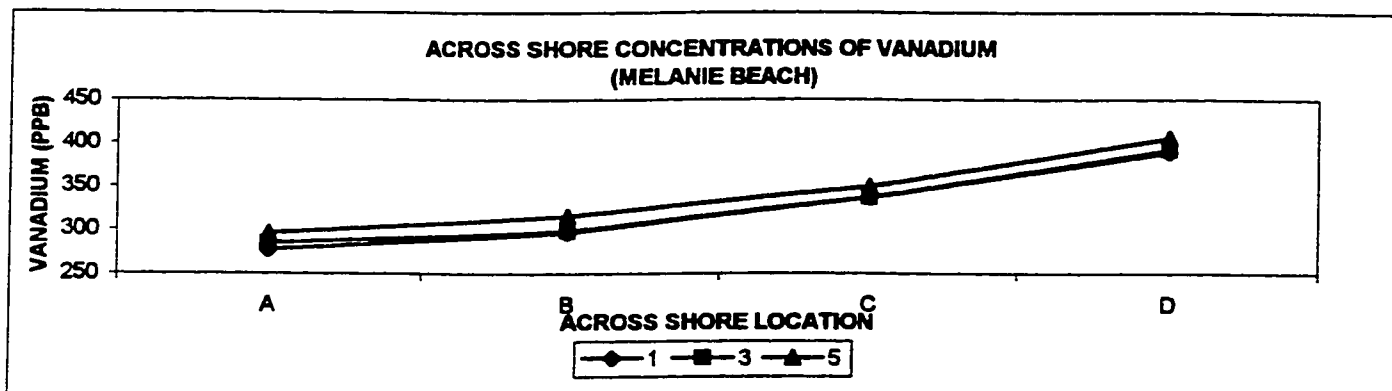 ACROSS SHORE CONCENTRATIONS OF VANADIUM
(MELANIE BEACH)
VANADIUM (PPB)
450
400
350
300
250
A B C D
ACROSS SHORE LOCATION
1 3 5